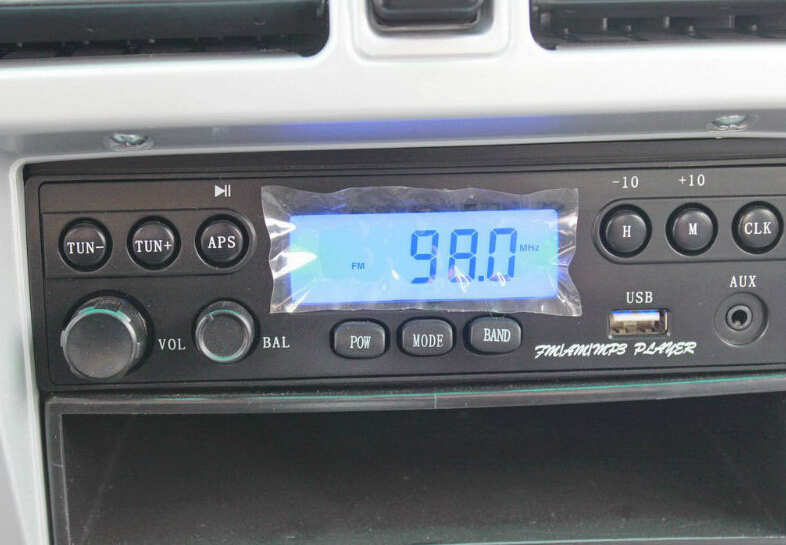 -10 +10
TUN- TUN+ APS H M CLK
FM 98.0 MHz
USB AUX
VOL BAL POW MODE BAND
FM/AM/MP3 PLAYER